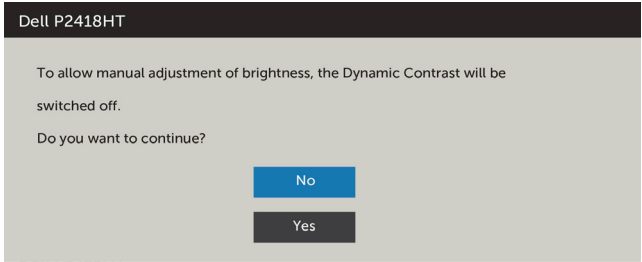 Dell P2418HT
To allow manual adjustment of brightness, the Dynamic Contrast will be
switched off.
Do you want to continue?
No
Yes